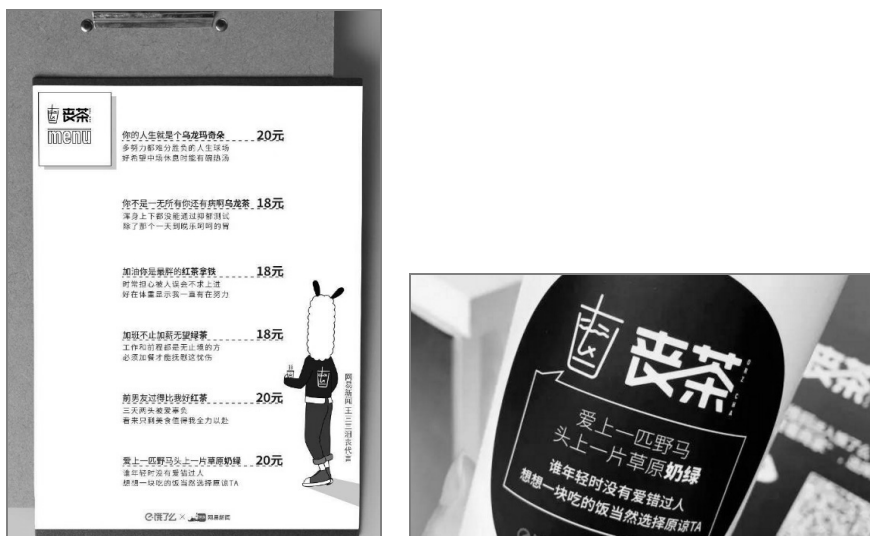 丧茶
menu
你的人生就是个乌龙玛奇朵 20元
多努力都难分胜负的人生球场
好希望中场休息时能有碗热汤
你不是一无所有你还有病啊乌龙茶 18元
浑身上下都没能通过抑郁测试
除了那个一天到晚乐呵呵的胃
加油你是最胖的红茶拿铁 18元
时常担心被人误会不求上进
好在体重显示我一直有在努力
加班不止加薪无望绿茶 18元
工作和前程都是无止境的方
必须加餐才能抚慰这忧伤
前男友过得比我好红茶 20元
三天两头被爱辜负
看来只剩美食值得我全力以赴
爱上一匹野马头上一片草原奶绿 20元
谁年轻时没有爱错过人
想想一块吃的饭当然选择原谅TA
网易新闻王三三泪丧代言
饿了么 × 网易新闻
丧茶
爱上一匹野马
头上一片草原奶绿
谁年轻时没有爱错过人
想想一块吃的饭当然选择原谅TA
丧茶